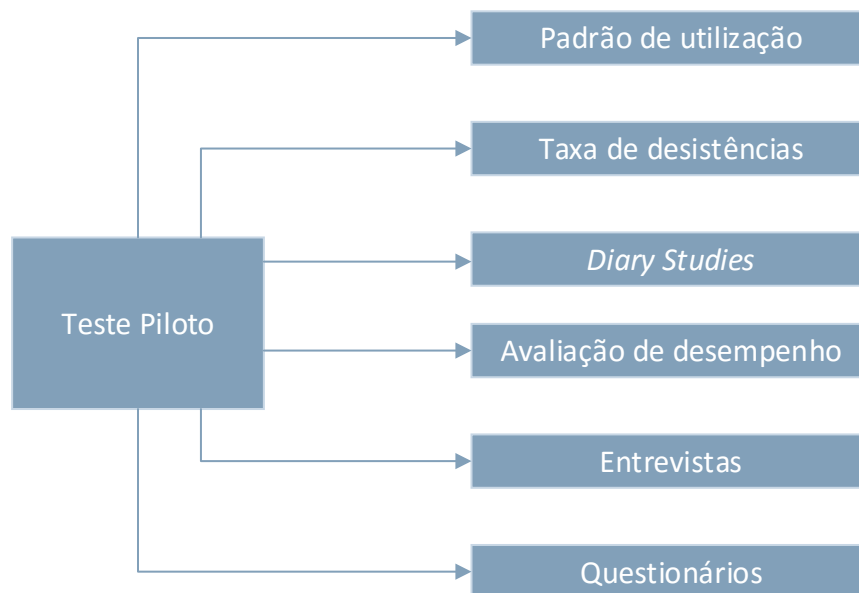 Padrão de utilização
Taxa de desistências
Diary Studies
Teste Piloto
Avaliação de desempenho
Entrevistas
Questionários